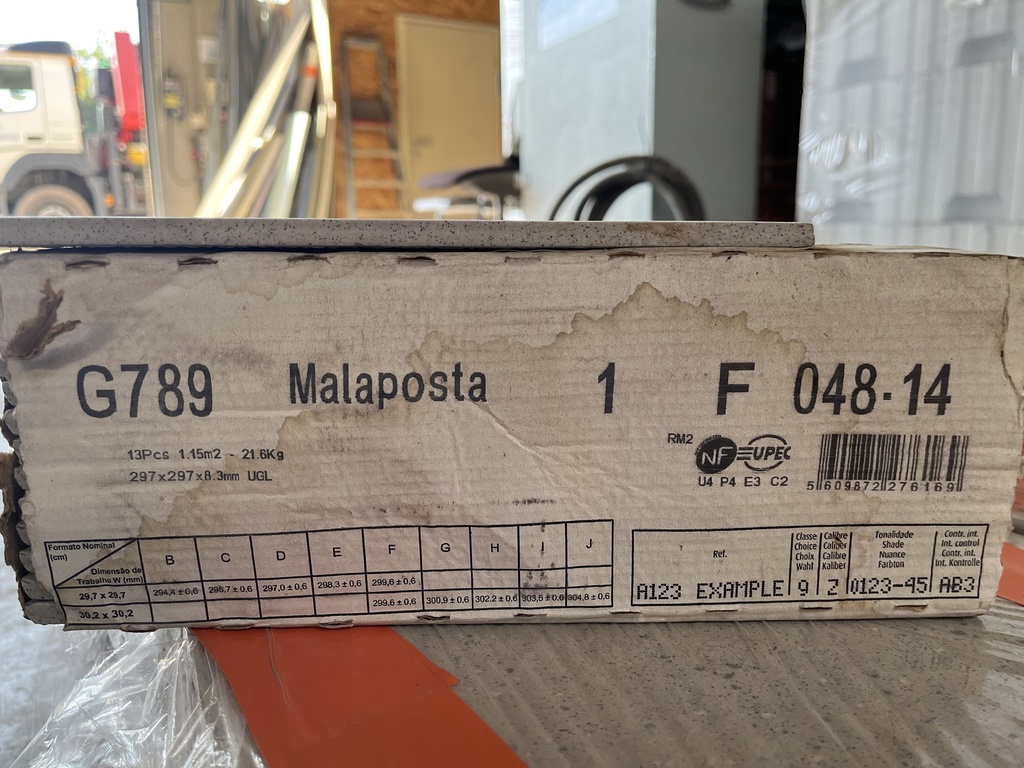 G789 Malaposta 1 F 048-14
13Pcs 1.15m2 - 21.6Kg
297x297x8.3mm UGL
RM2 NF UPEC
U4 P4 E3 C2
5 609872 276169
Formato Nominal (cm)
Dimensão de Trabalho W (mm)
B C D E F G H I J
29,7 x 29,7 294,4 ± 0,6 295,7 ± 0,6 297,0 ± 0,6 298,3 ± 0,6 299,6 ± 0,6
30,2 x 30,2 299,6 ± 0,6 300,9 ± 0,6 302,2 ± 0,6 303,5 ± 0,6 304,8 ± 0,6
Ref.
Classe
Choice
Choix
Wahl
Calibre
Caliber
Calibre
Kaliber
Tonalidade
Shade
Nuance
Farbton
Contr. int.
Int. control
Contr. int.
Int. Kontrolle
A123 EXAMPLE 9 Z 0123-45 AB3